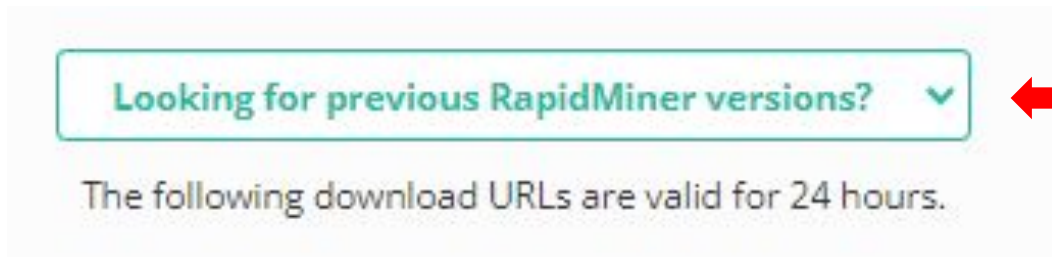 Looking for previous RapidMiner versions?
The following download URLs are valid for 24 hours.